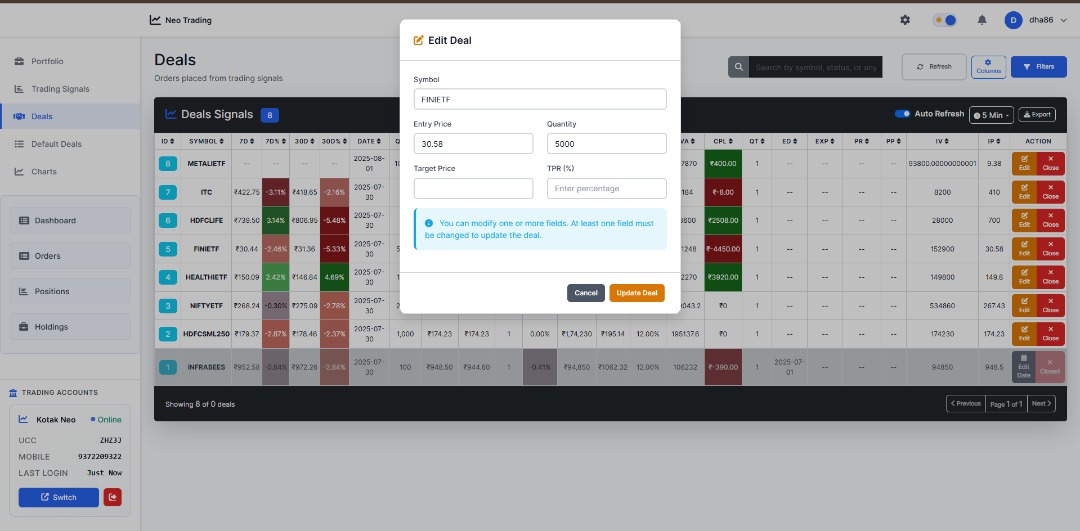 Neo Trading
dha86
D
Portfolio
Trading Signals
Deals
Default Deals
Charts
Dashboard
Orders
Positions
Holdings
TRADING ACCOUNTS
Kotak Neo Online
UCC ZHZ3J
MOBILE 9372209322
LAST LOGIN Just Now
Switch
Deals
Orders placed from trading signals
Search by symbol, status, or any
Refresh
Columns
Filters
Deals Signals 8
Auto Refresh 5 Min Export
ID SYMBOL 7D 7D% 30D 30D% DATE CPL QT ED EXP PR PP IV IP ACTION
8 METALIETF -- -- -- -- 2025-08-01 7870 ₹400.00 1 -- -- -- -- 93800.00000000001 9.38 Edit Close
7 ITC ₹422.75 -3.11% ₹418.65 -2.16% 2025-07-30 184 ₹-8.00 1 -- -- -- -- 8200 410 Edit Close
6 HDFCLIFE ₹739.50 3.14% ₹806.95 -5.48% 2025-07-30 ₹2508.00 1 -- -- -- -- 28000 700 Edit Close
5 FINIETF ₹30.44 -2.46% ₹31.36 -5.33% 2025-07-30 1248 ₹-4450.00 1 -- -- -- -- 152900 30.58 Edit Close
4 HEALTHIETF ₹150.09 2.42% ₹146.84 4.69% 2025-07-30 2270 ₹3920.00 1 -- -- -- -- 149800 149.8 Edit Close
3 NIFTYETF ₹268.24 -0.30% ₹275.09 -2.78% 2025-07-30 0043.2 ₹0 1 -- -- -- -- 534860 267.43 Edit Close
2 HDFCSML250 ₹179.37 -2.87% ₹178.46 -2.37% 2025-07-30 1,000 ₹174.23 ₹174.23 1 0.00% ₹1,74,230 ₹195.14 12.00% 195137.6 ₹0 1 -- -- -- -- 174230 174.23 Edit Close
1 INFRABEES ₹952.58 -0.84% ₹972.26 -2.84% 2025-07-30 100 ₹948.50 ₹944.60 1 -0.41% ₹94,850 ₹1062.32 12.00% 106232 ₹-390.00 1 2025-07-01 -- -- -- 94850 948.5 Edit Date Closed
Showing 8 of 0 deals
Previous Page 1 of 1 Next
Edit Deal
Symbol
FINIETF
Entry Price Quantity
30.58 5000
Target Price TPR (%)
Enter percentage
You can modify one or more fields. At least one field must
be changed to update the deal.
Cancel Update Deal